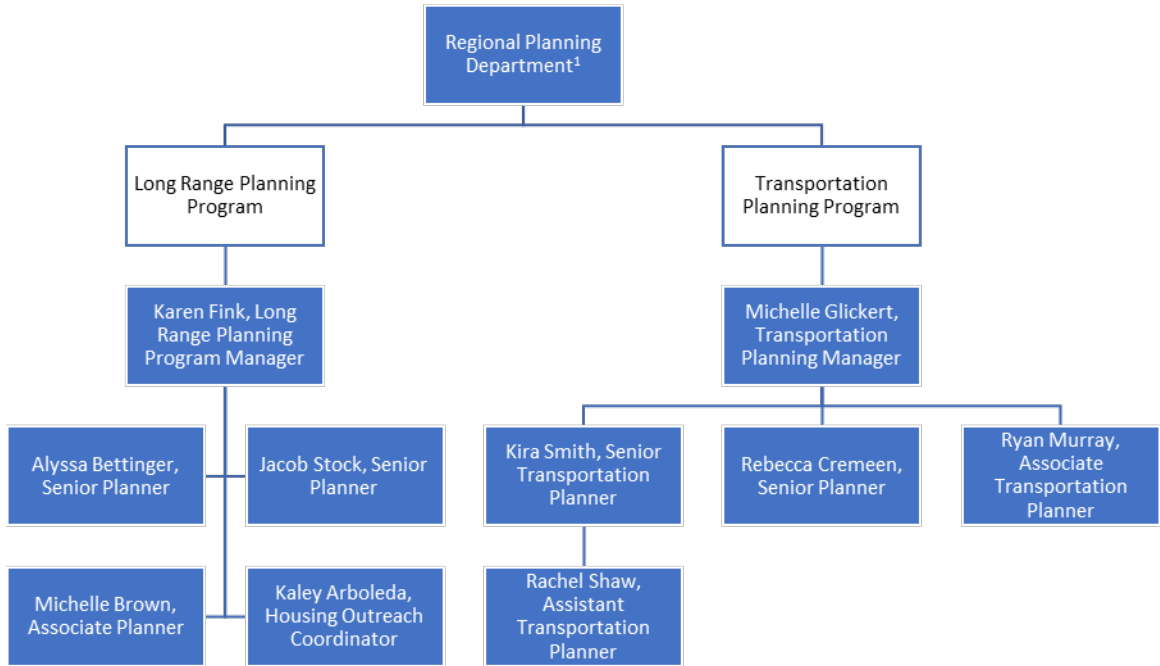 Regional Planning
Department¹
Long Range Planning
Program
Transportation
Planning Program
Karen Fink, Long
Range Planning
Program Manager
Michelle Glickert,
Transportation
Planning Manager
Alyssa Bettinger,
Senior Planner
Jacob Stock, Senior
Planner
Kira Smith, Senior
Transportation
Planner
Rebecca Cremeen,
Senior Planner
Ryan Murray,
Associate
Transportation
Planner
Michelle Brown,
Associate Planner
Kaley Arboleda,
Housing Outreach
Coordinator
Rachel Shaw,
Assistant
Transportation
Planner